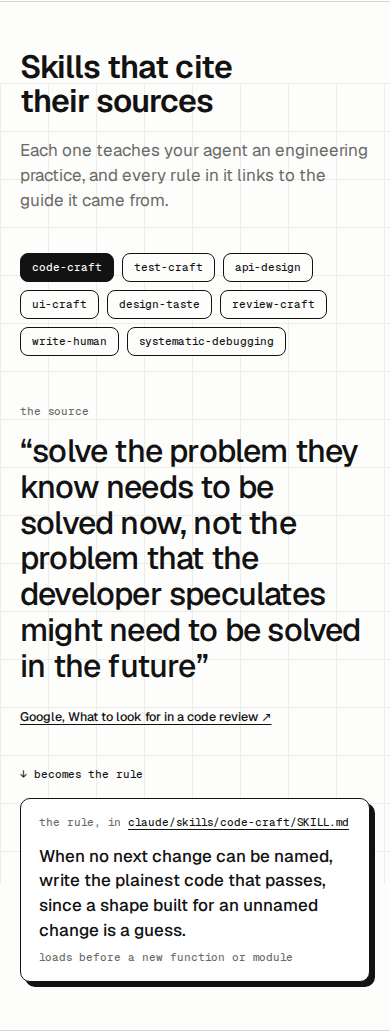 Skills that cite
their sources
Each one teaches your agent an engineering
practice, and every rule in it links to the
guide it came from.
code-craft
test-craft
api-design
ui-craft
design-taste
review-craft
write-human
systematic-debugging
the source
“solve the problem they
know needs to be
solved now, not the
problem that the
developer speculates
might need to be solved
in the future”
Google, What to look for in a code review ↗
↓ becomes the rule
the rule, in claude/skills/code-craft/SKILL.md
When no next change can be named,
write the plainest code that passes,
since a shape built for an unnamed
change is a guess.
loads before a new function or module